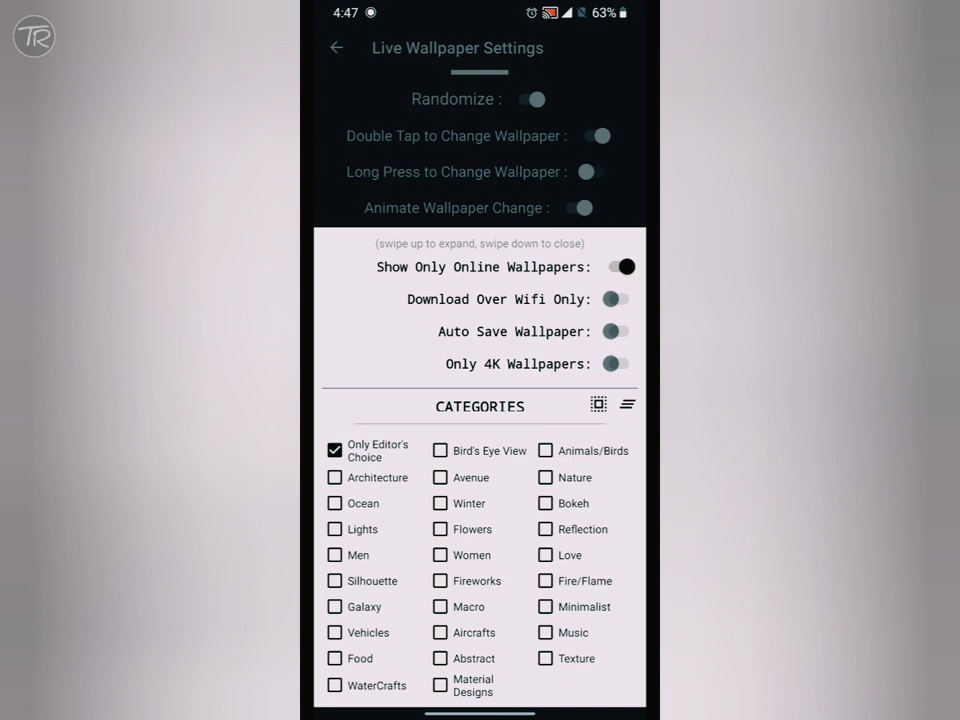 TR
4:47
63%
Live Wallpaper Settings
Randomize :
Double Tap to Change Wallpaper :
Long Press to Change Wallpaper :
Animate Wallpaper Change :
(swipe up to expand, swipe down to close)
Show Only Online Wallpapers:
Download Over Wifi Only:
Auto Save Wallpaper:
Only 4K Wallpapers:
CATEGORIES
Only Editor's
Choice
Bird's Eye View
Animals/Birds
Architecture
Avenue
Nature
Ocean
Winter
Bokeh
Lights
Flowers
Reflection
Men
Women
Love
Silhouette
Fireworks
Fire/Flame
Galaxy
Macro
Minimalist
Vehicles
Aircrafts
Music
Food
Abstract
Texture
WaterCrafts
Material
Designs